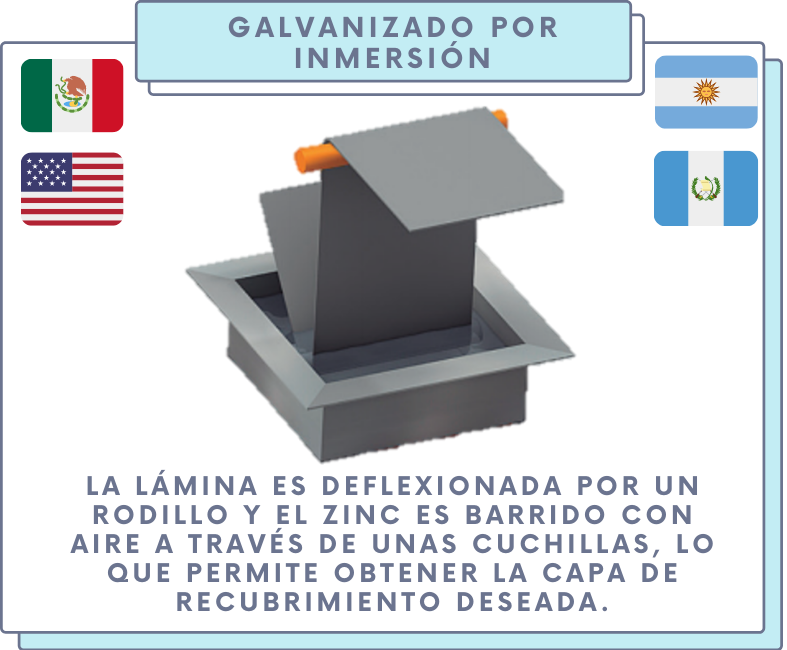 GALVANIZADO POR
INMERSIÓN
LA LÁMINA ES DEFLEXIONADA POR UN
RODILLO Y EL ZINC ES BARRIDO CON
AIRE A TRAVÉS DE UNAS CUCHILLAS, LO
QUE PERMITE OBTENER LA CAPA DE
RECUBRIMIENTO DESEADA.